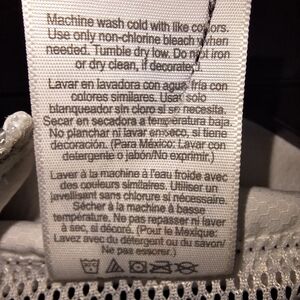 Machine wash cold with like colors.
Use only non-chlorine bleach when
needed. Tumble dry low. Do not iron
or dry clean, if decorated.
Lavar en lavadora con agua fría con
colores similares. Usar solo
blanqueador sin cloro si se necesita.
Secar en secadora a temperatura baja.
No planchar ni lavar enseco, si tiene
decoración. (Para México: Lavar con
detergente o jabón/No exprimir.)
Laver à la machine à l'eau froide avec
des couleurs similaires. Utiliser un
javellisant sans chlorure si nécessaire.
Sécher à la machine à basse
température. Ne pas repasser ni laver
à sec, si décoré. (Pour le Mexique:
Lavez avec du détergent ou du savon/
Ne pas essorer.)